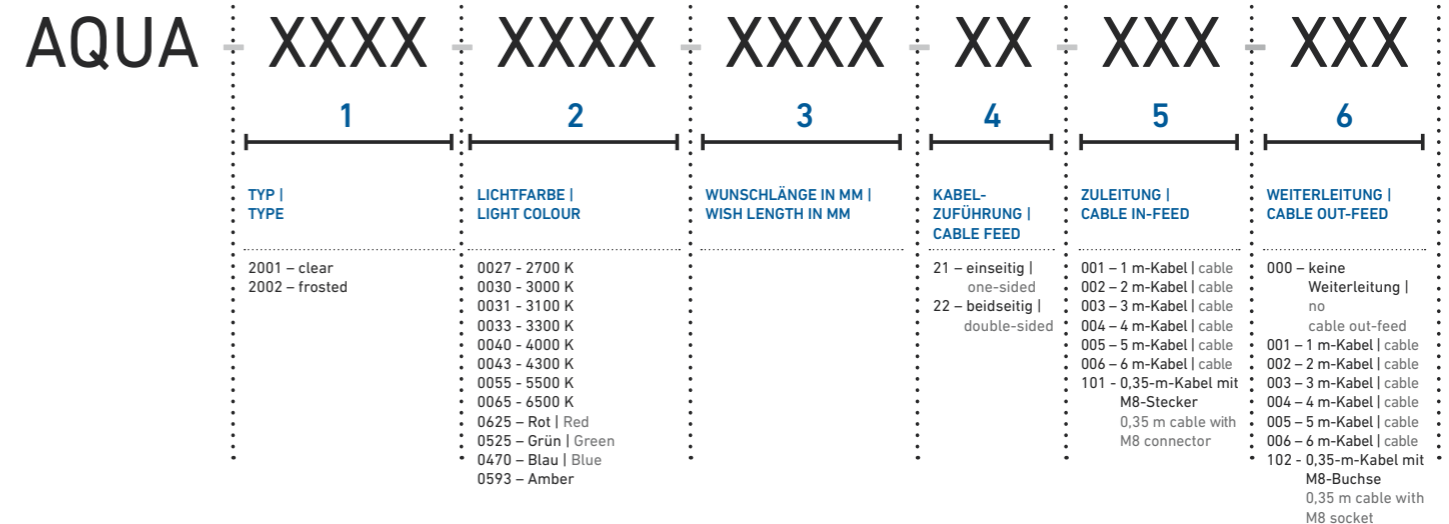 AQUA - XXXX - XXXX - XXXX - XX - XXX - XXX
1
2
3
4
5
6
TYP |
TYPE
LICHTFARBE |
LIGHT COLOUR
WUNSCHLÄNGE IN MM |
WISH LENGTH IN MM
KABEL-
ZUFÜHRUNG |
CABLE FEED
ZULEITUNG |
CABLE IN-FEED
WEITERLEITUNG |
CABLE OUT-FEED
2001 – clear
2002 – frosted
0027 - 2700 K
0030 - 3000 K
0031 - 3100 K
0033 - 3300 K
0040 - 4000 K
0043 - 4300 K
0055 - 5500 K
0065 - 6500 K
0625 – Rot | Red
0525 – Grün | Green
0470 – Blau | Blue
0593 – Amber
21 – einseitig |
one-sided
22 – beidseitig |
double-sided
001 – 1 m-Kabel | cable
002 – 2 m-Kabel | cable
003 – 3 m-Kabel | cable
004 – 4 m-Kabel | cable
005 – 5 m-Kabel | cable
006 – 6 m-Kabel | cable
101 - 0,35-m-Kabel mit
M8-Stecker
0,35 m cable with
M8 connector
000 – keine
Weiterleitung |
no
cable out-feed
001 – 1 m-Kabel | cable
002 – 2 m-Kabel | cable
003 – 3 m-Kabel | cable
004 – 4 m-Kabel | cable
005 – 5 m-Kabel | cable
006 – 6 m-Kabel | cable
102 - 0,35-m-Kabel mit
M8-Buchse
0,35 m cable with
M8 socket